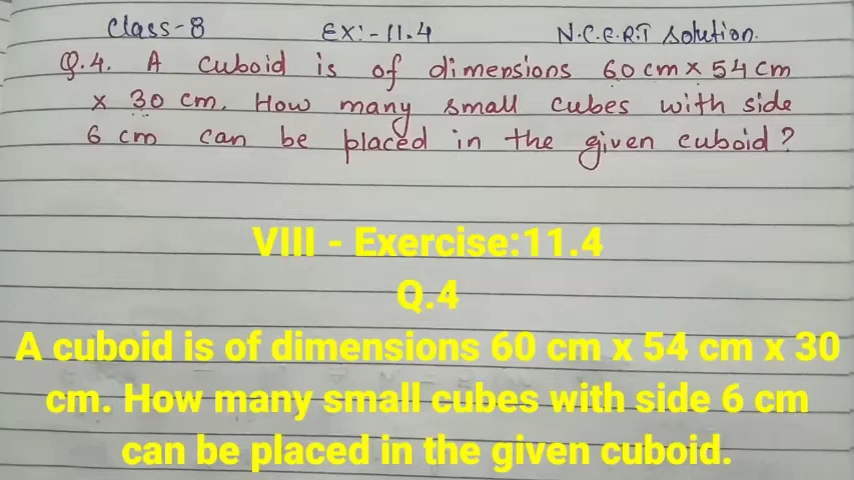 Class-8 EX:-11.4 N.C.E.R.T Solution.
Q.4. A cuboid is of dimensions 60 cm x 54 cm
x 30 cm. How many small cubes with side
6 cm can be placed in the given cuboid?
VIII - Exercise:11.4
Q.4
A cuboid is of dimensions 60 cm x 54 cm x 30
cm. How many small cubes with side 6 cm
can be placed in the given cuboid.